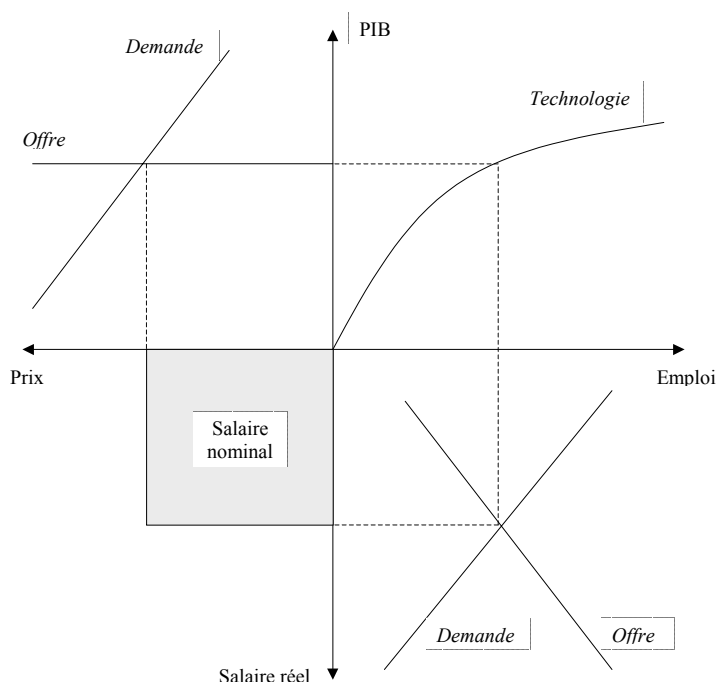 PIB
Demande
Technologie
Offre
Prix
Emploi
Salaire
nominal
Demande
Offre
Salaire réel